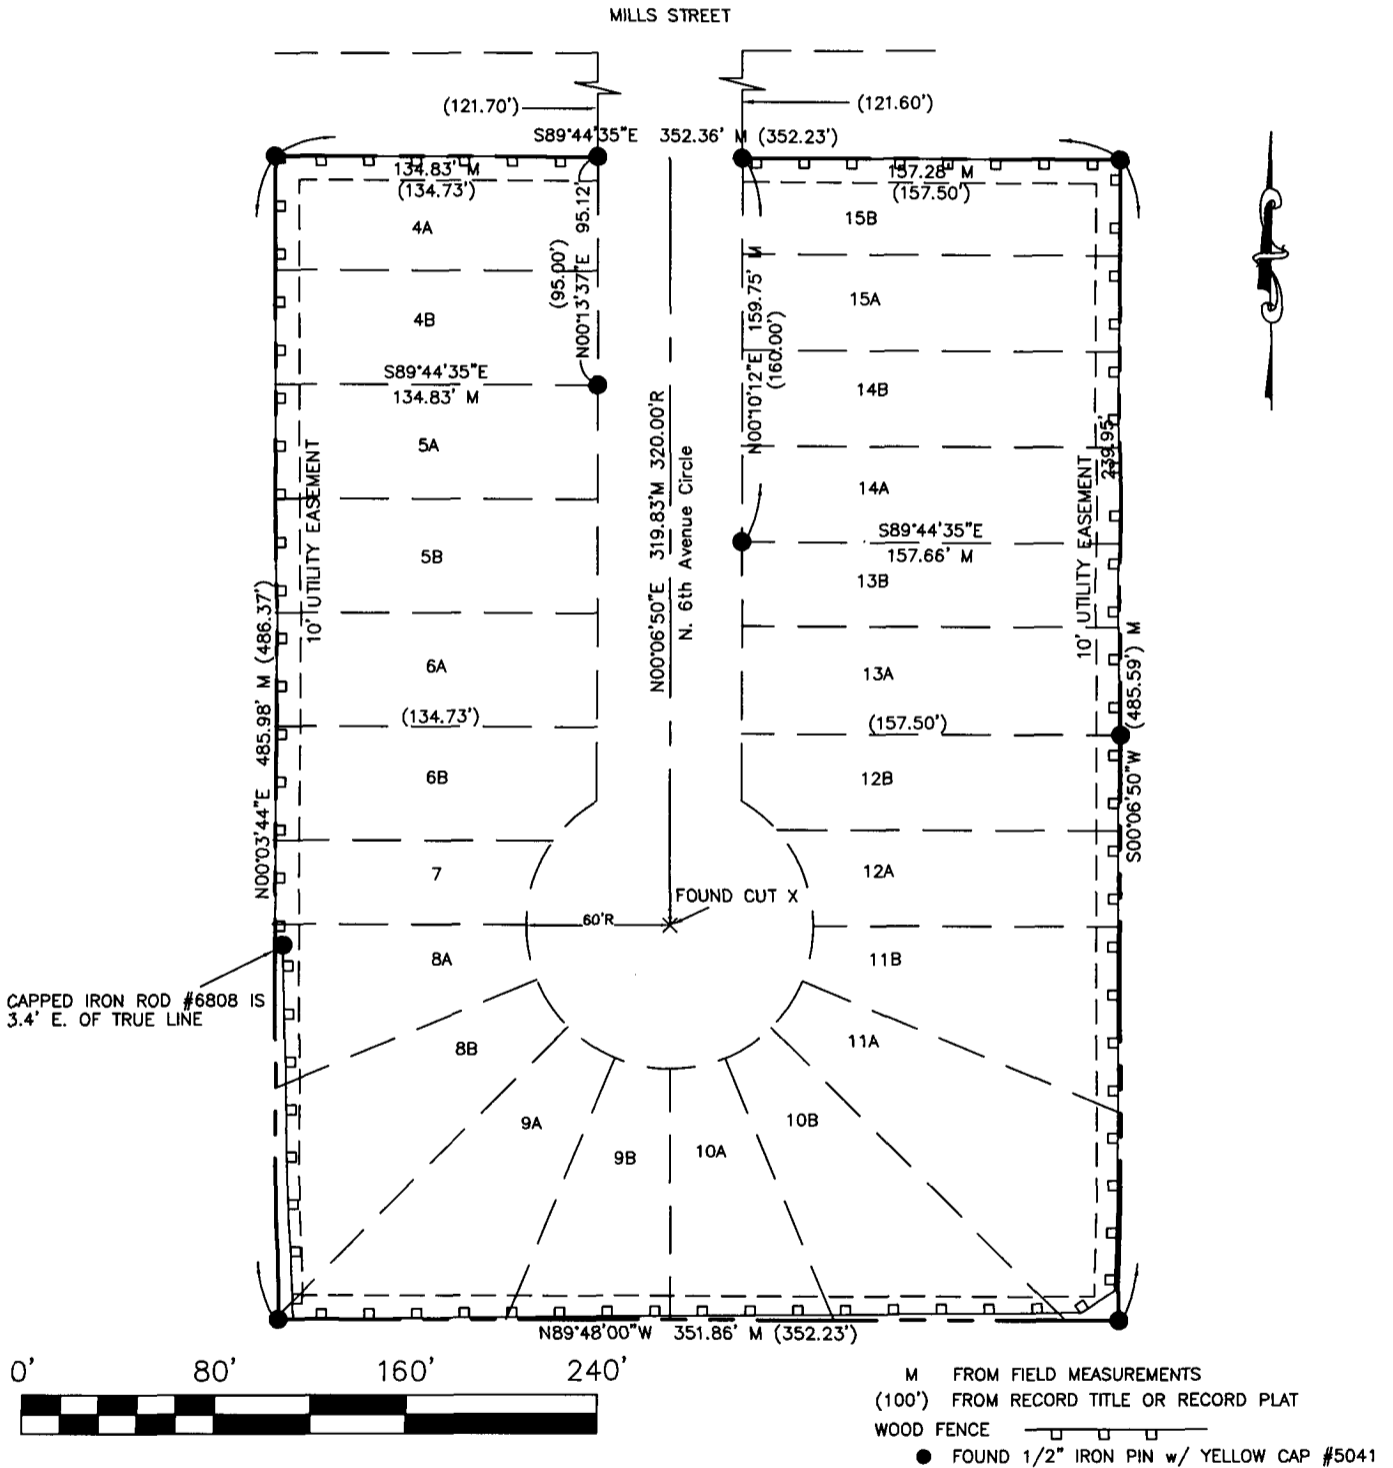 MILLS STREET
(121.70')
(121.60')
S89°44'35"E 352.36' M (352.23')
134.83' M
(134.73')
157.28' M
(157.50')
4A
15B
N00°13'37"E 95.12'
(95.00')
N00°10'12"E 159.75' M
(160.00')
15A
4B
S89°44'35"E
134.83' M
14B
5A
10' UTILITY EASEMENT
N00°06'50"E 319.83'M 320.00'R
N. 6th Avenue Circle
239.95'
10' UTILITY EASEMENT
14A
S89°44'35"E
157.66' M
5B
13B
N00°03'44"E 485.98' M (486.37')
S00°06'50"W (485.59') M
6A
13A
(134.73')
(157.50')
6B
12B
7
12A
FOUND CUT X
60'R
8A
11B
CAPPED IRON ROD #6808 IS
3.4' E. OF TRUE LINE
8B
11A
9A
10B
9B
10A
N89°48'00"W 351.86' M (352.23')
0' 80' 160' 240'
M FROM FIELD MEASUREMENTS
(100') FROM RECORD TITLE OR RECORD PLAT
WOOD FENCE
FOUND 1/2" IRON PIN w/ YELLOW CAP #5041